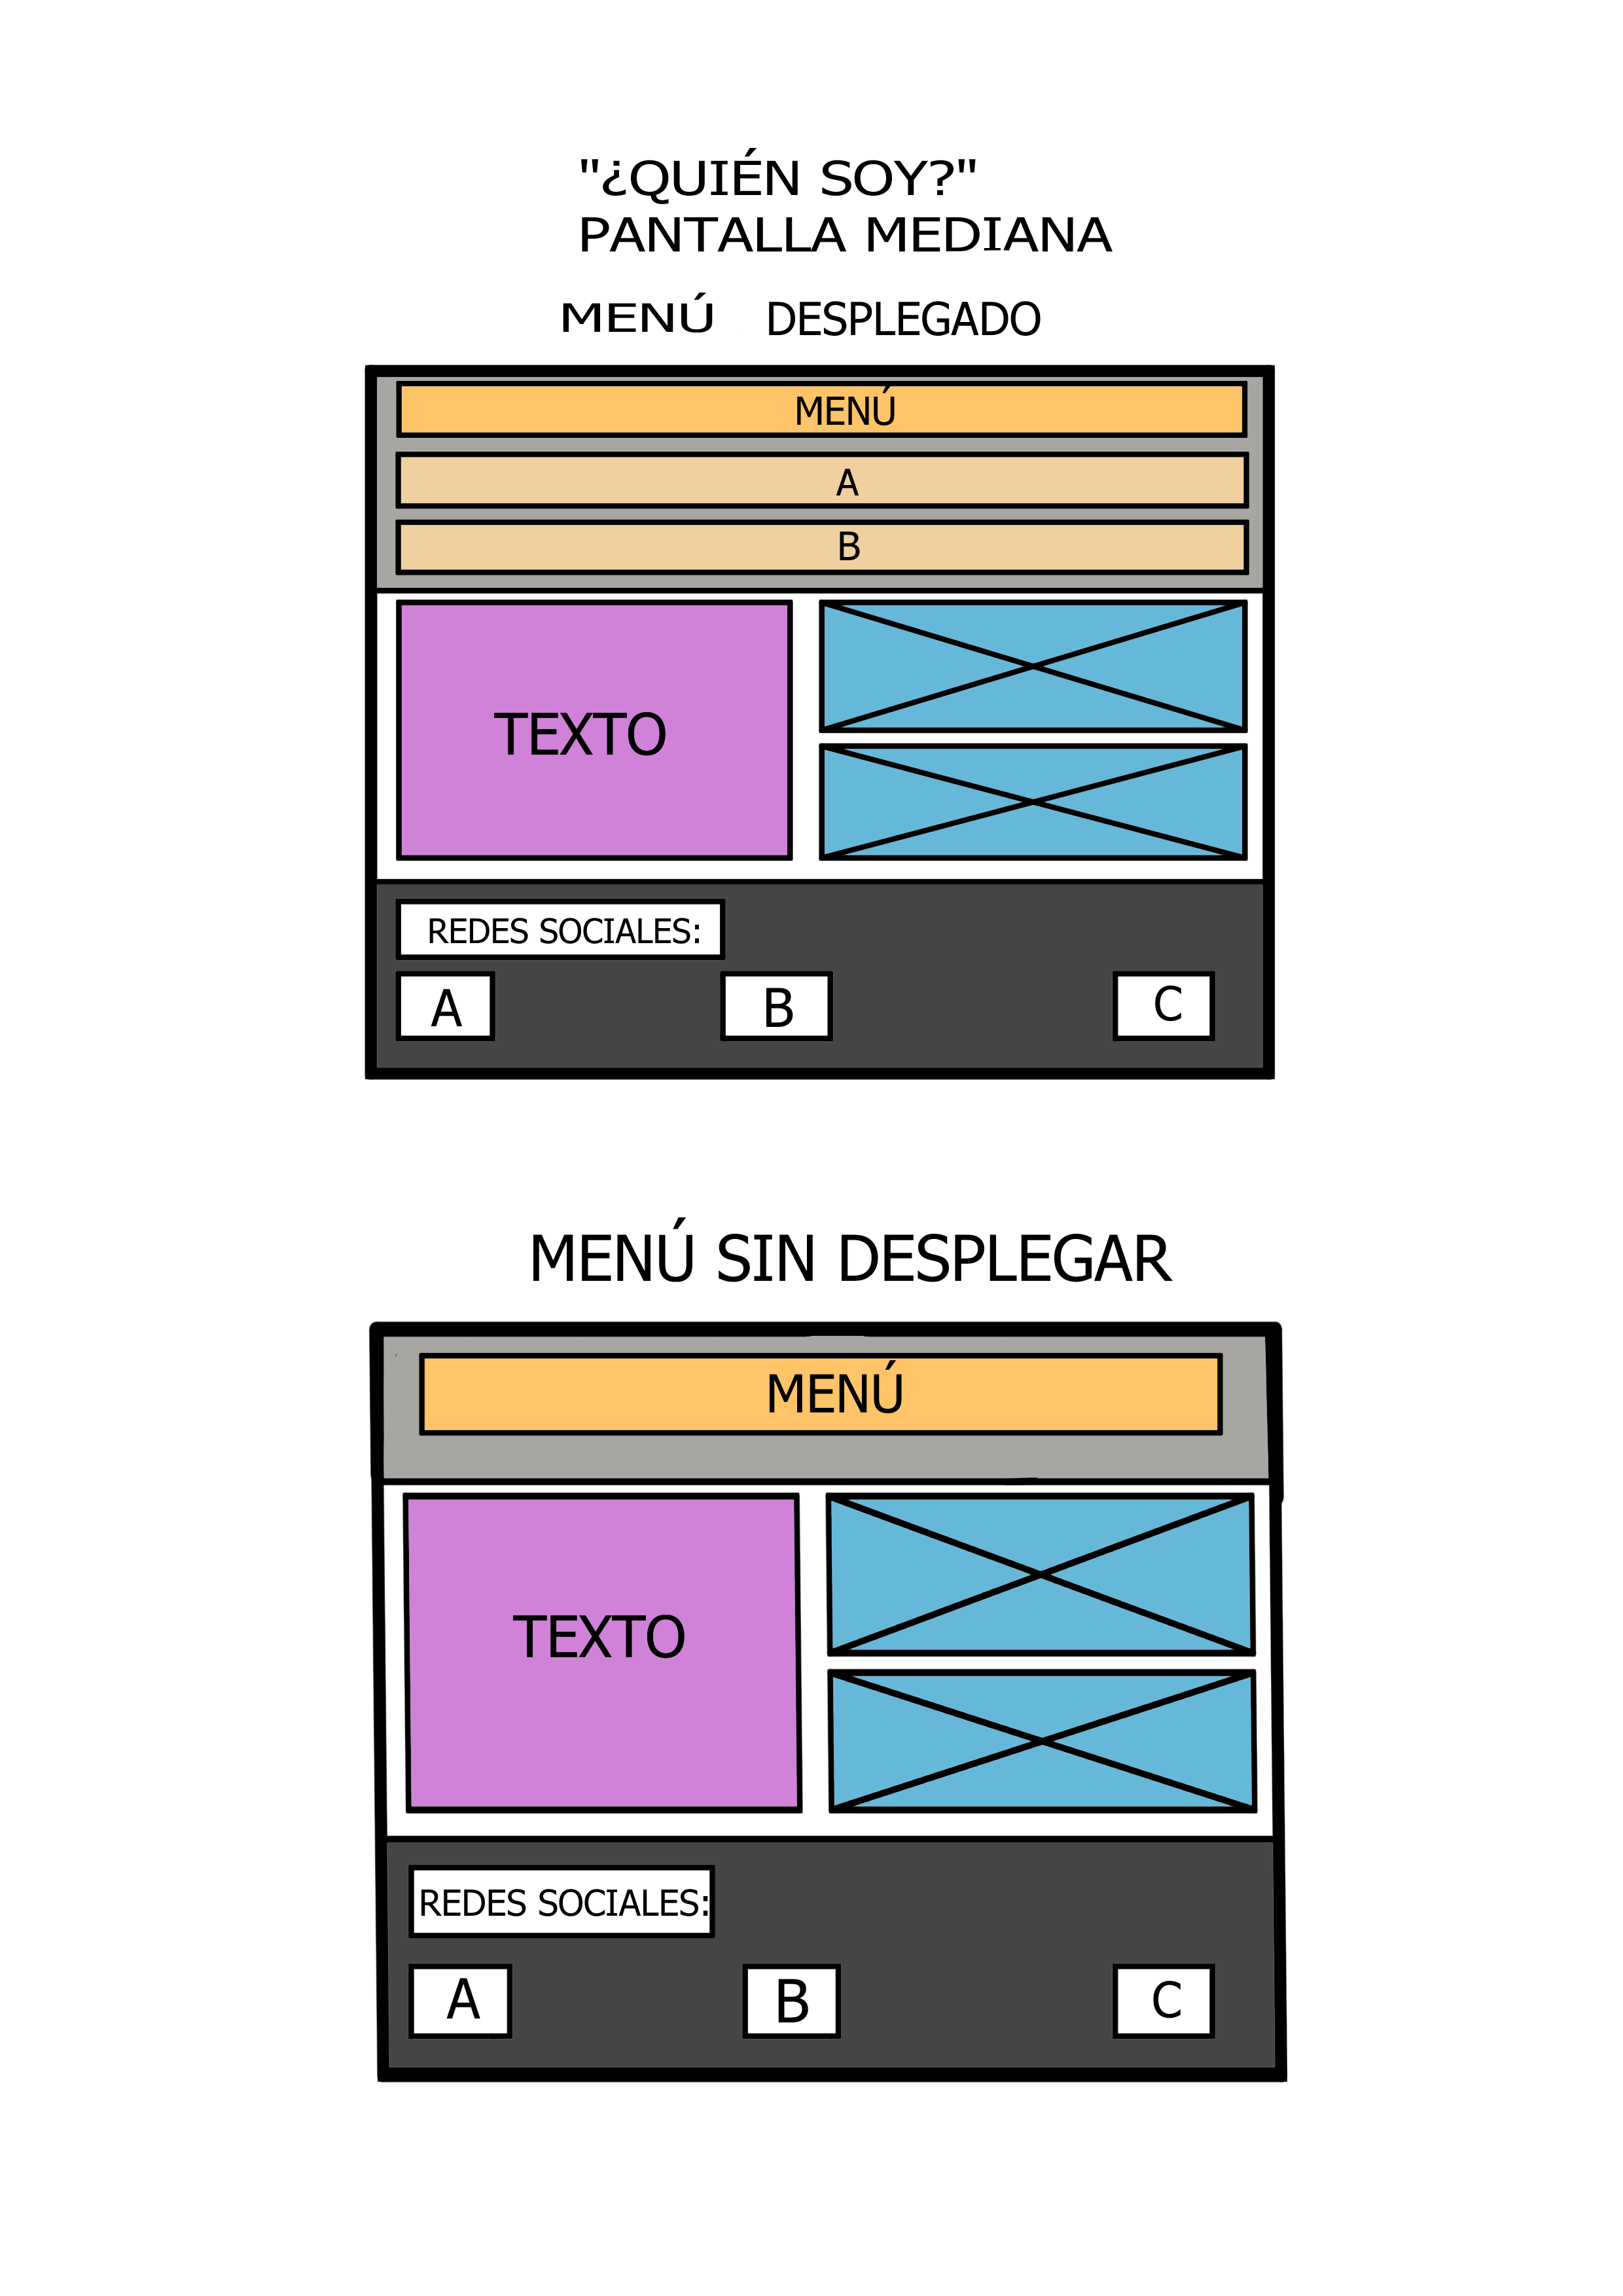 "¿QUIÉN SOY?"
PANTALLA MEDIANA
MENÚ DESPLEGADO
MENÚ
A
B
TEXTO
REDES SOCIALES:
A B C
MENÚ SIN DESPLEGAR
MENÚ
TEXTO
REDES SOCIALES:
A B C